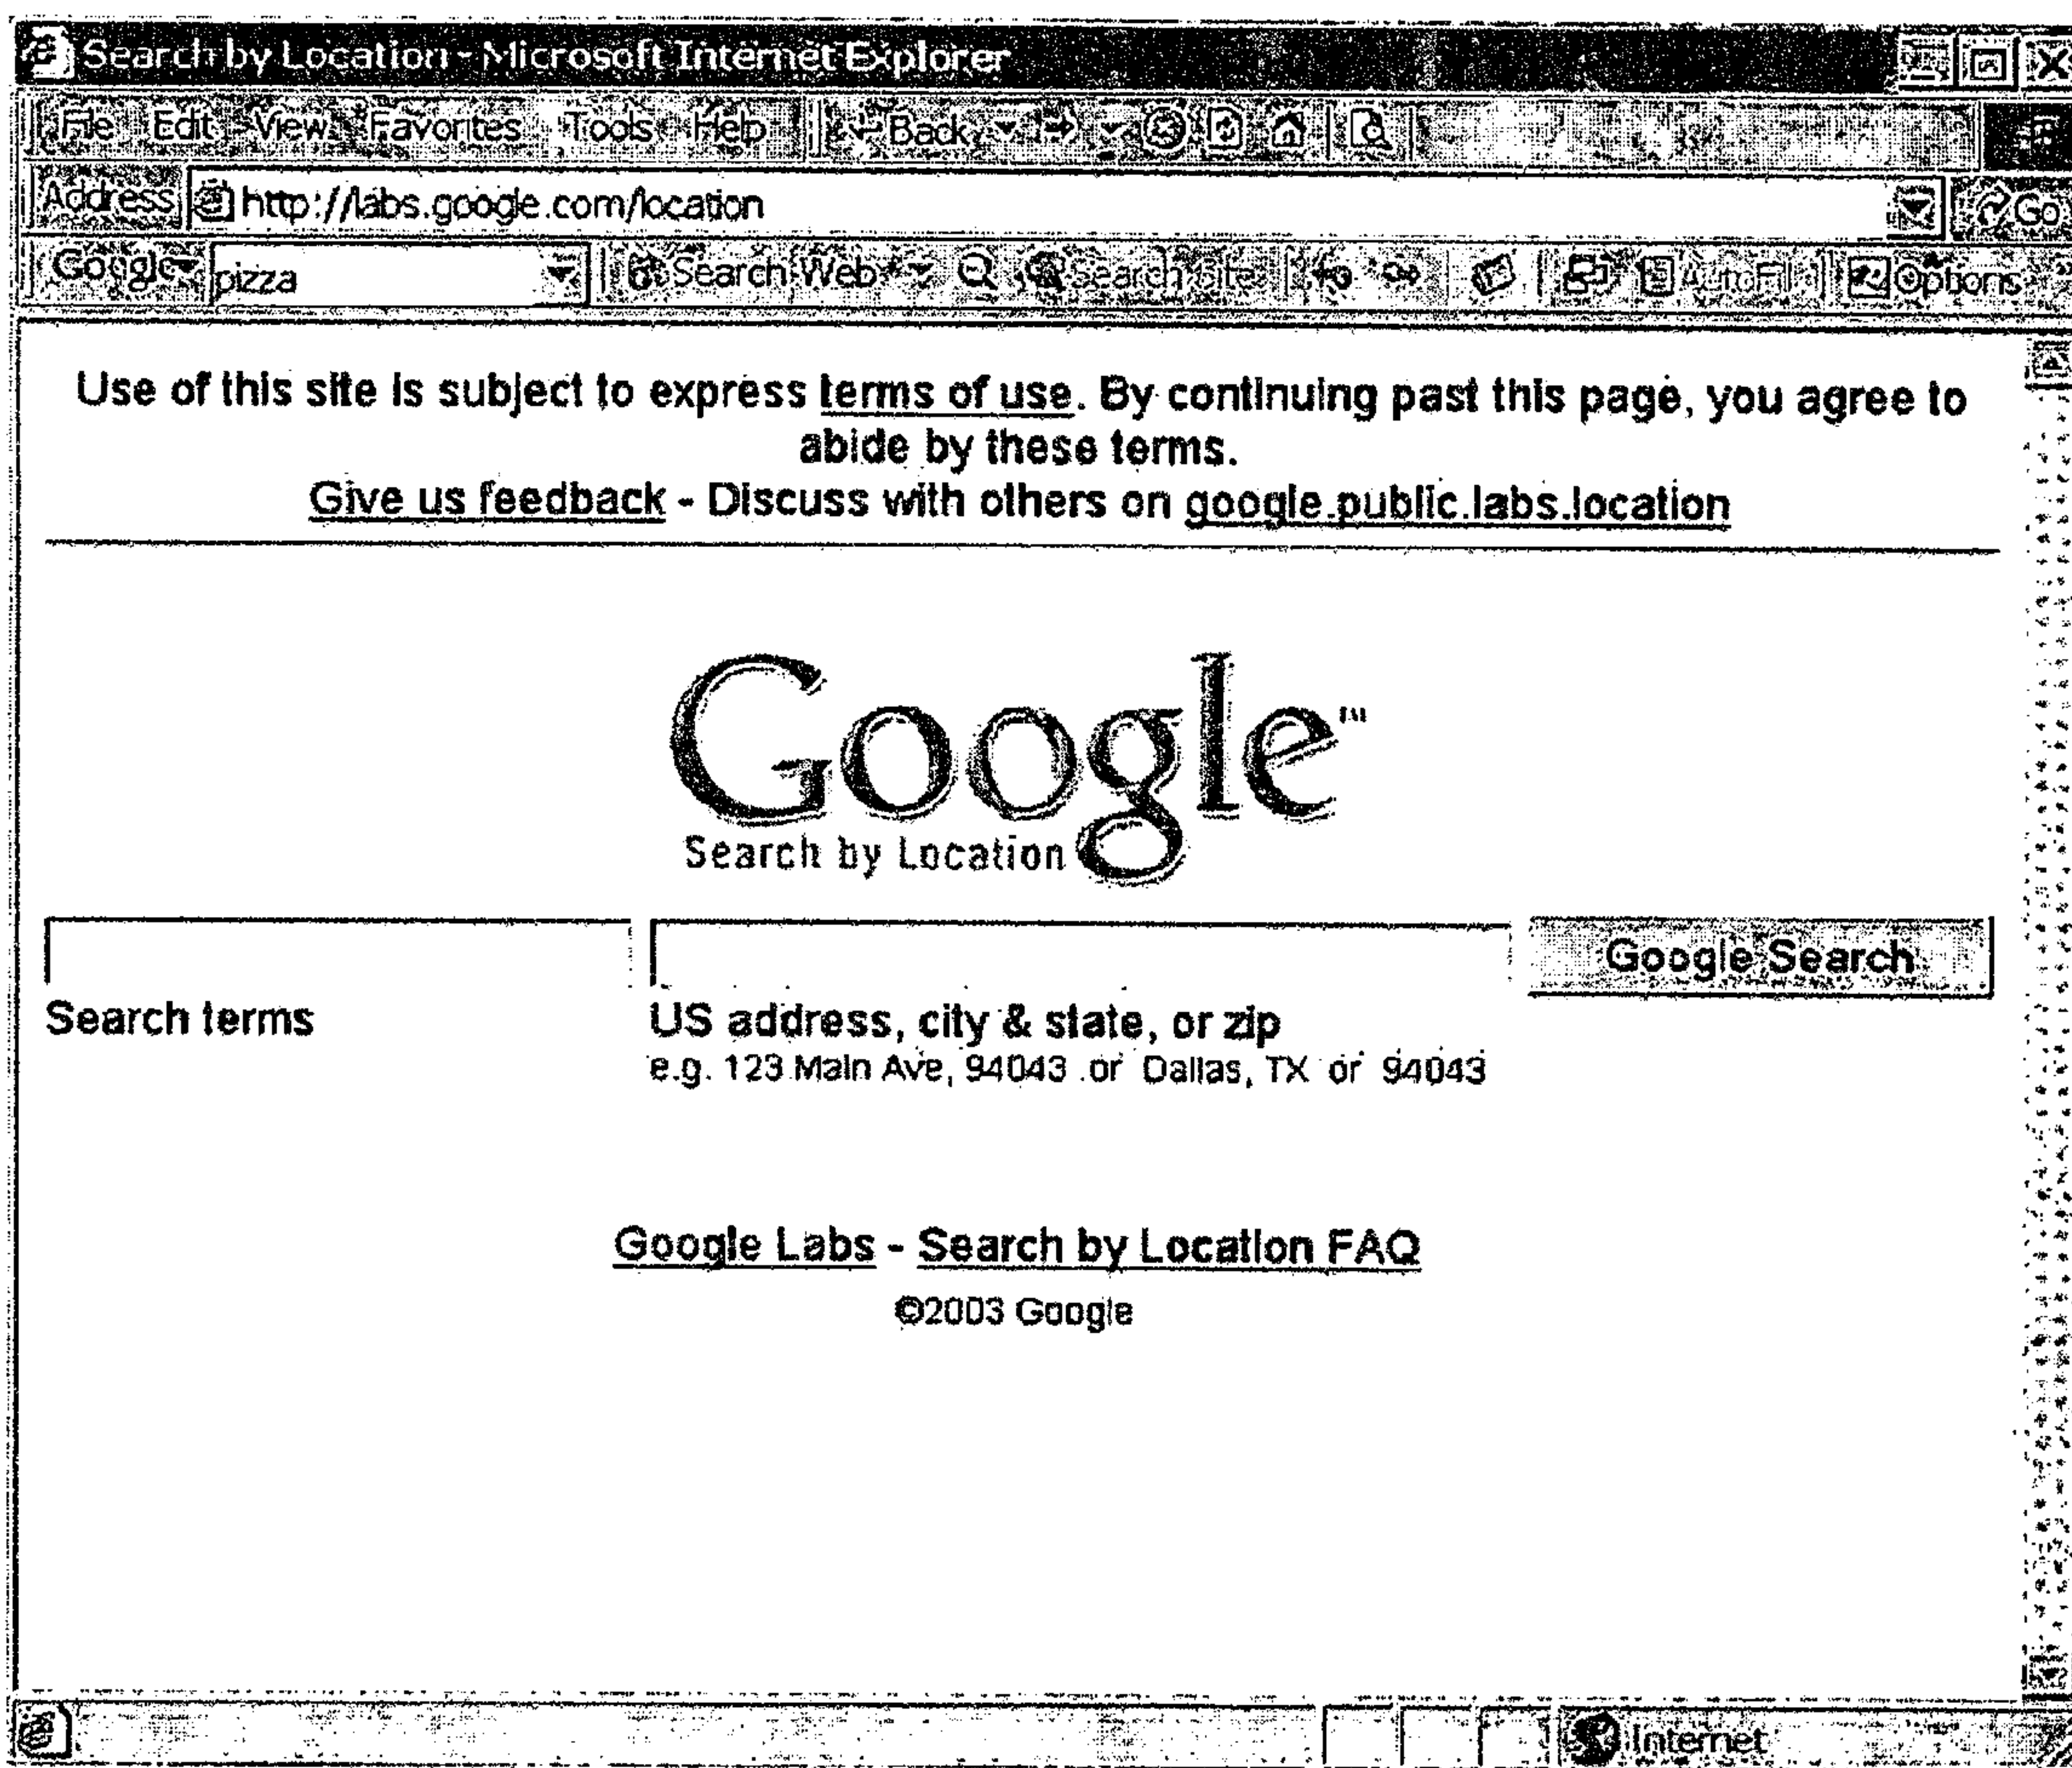 Search by Location - Microsoft Internet Explorer
File Edit View Favorites Tools Help Back
Address http://labs.google.com/location Go
Google pizza Search Web Search Site AutoFill Options
Use of this site is subject to express terms of use. By continuing past this page, you agree to
abide by these terms.
Give us feedback - Discuss with others on google.public.labs.location
Google™
Search by Location
Google Search
Search terms US address, city & state, or zip
e.g. 123 Main Ave, 94043 or Dallas, TX or 94043
Google Labs - Search by Location FAQ
©2003 Google
Internet